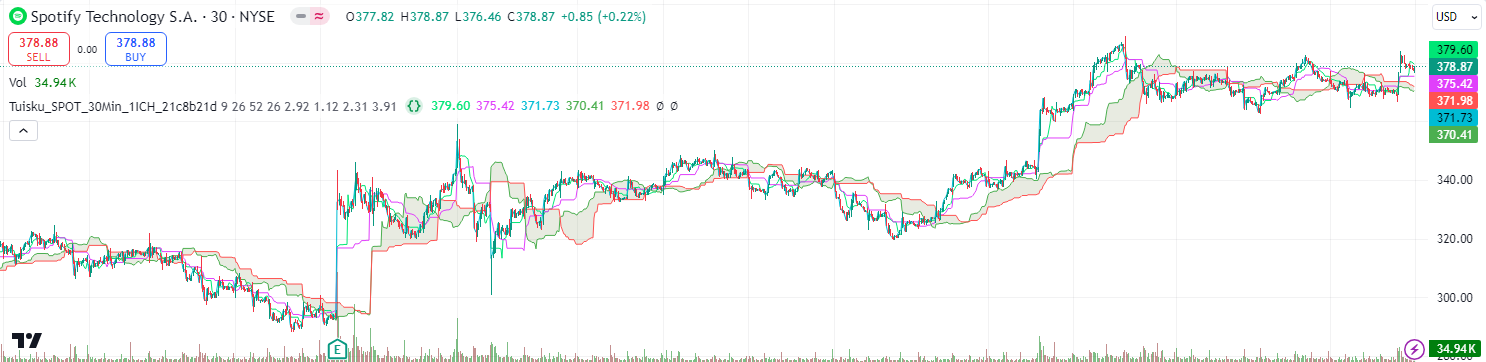 Spotify Technology S.A. · 30 · NYSE O377.82 H378.87 L376.46 C378.87 +0.85 (+0.22%) USD
378.88 SELL 0.00 378.88 BUY
Vol 34.94K
Tuisku_SPOT_30Min_1ICH_21c8b21d 9 26 52 26 2.92 1.12 2.31 3.91 379.60 375.42 371.73 370.41 371.98 Ø Ø
379.60
378.87
375.42
371.98
371.73
370.41
340.00
320.00
300.00
E
34.94K